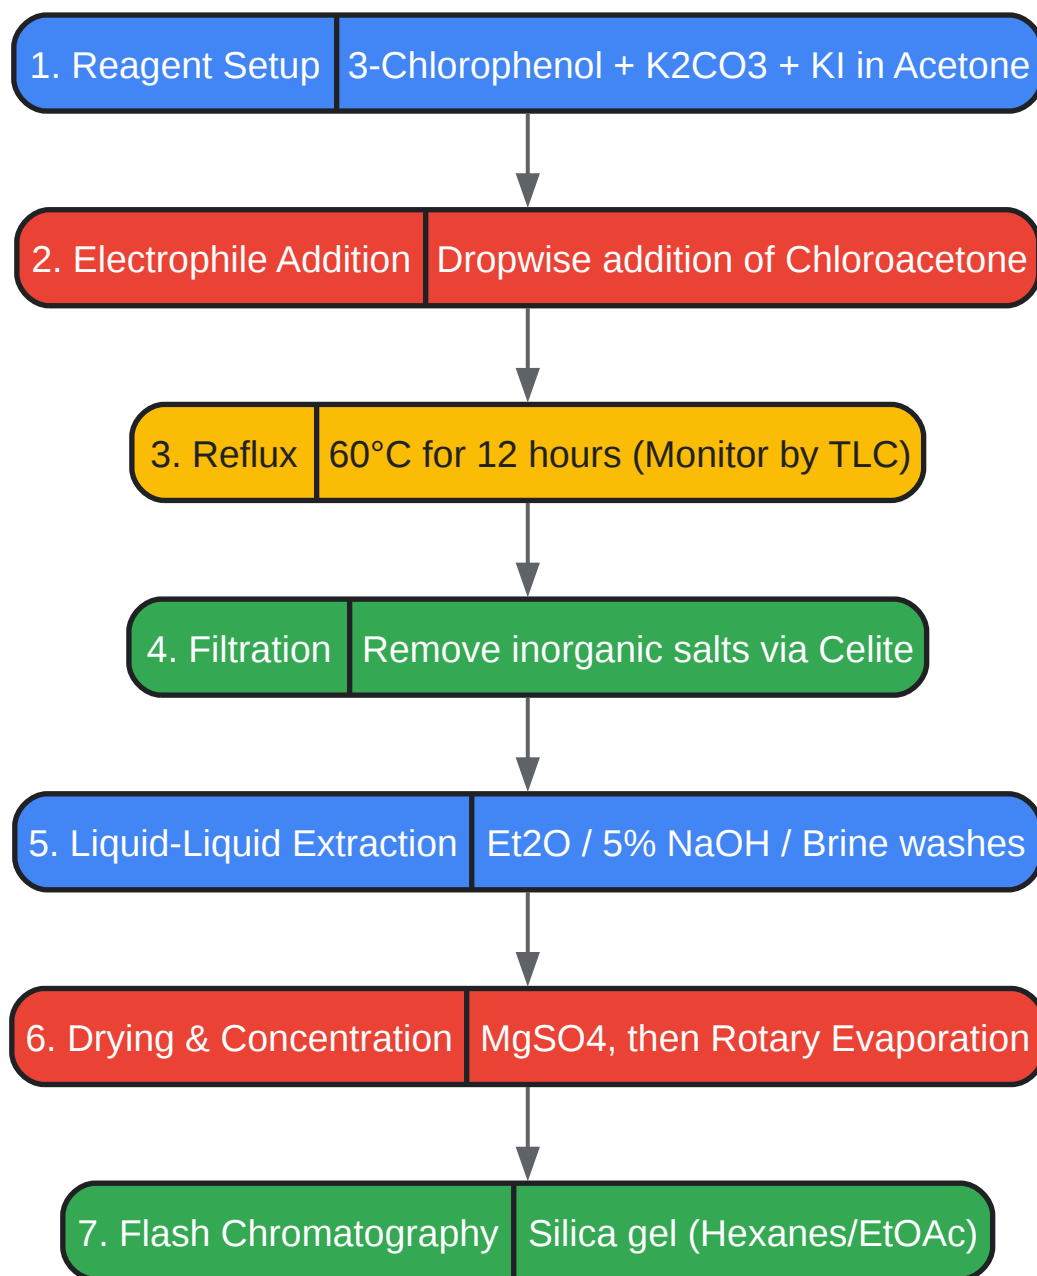 1. Reagent Setup 3-Chlorophenol + K2CO3 + KI in Acetone
2. Electrophile Addition Dropwise addition of Chloroacetone
3. Reflux 60°C for 12 hours (Monitor by TLC)
4. Filtration Remove inorganic salts via Celite
5. Liquid-Liquid Extraction Et2O / 5% NaOH / Brine washes
6. Drying & Concentration MgSO4, then Rotary Evaporation
7. Flash Chromatography Silica gel (Hexanes/EtOAc)